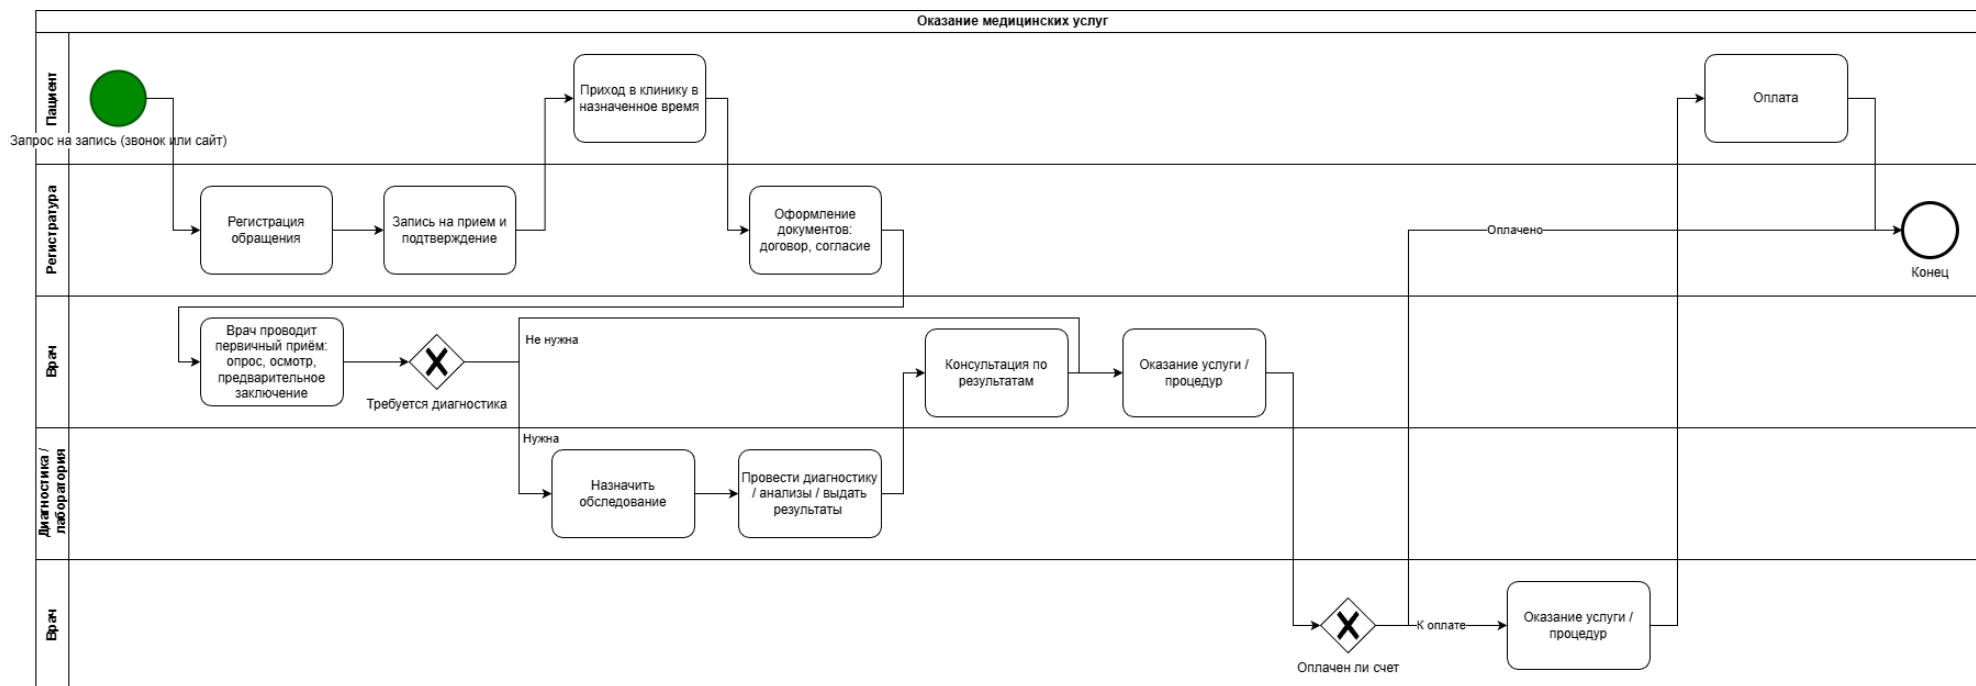 Оказание медицинских услуг
Пациент
Запрос на запись (звонок или сайт)
Приход в клинику в
назначенное время
Оплата
Регистратура
Регистрация
обращения
Запись на прием и
подтверждение
Оформление
документов:
договор, согласие
Оплачено
Конец
Врач
Врач проводит
первичный приём:
опрос, осмотр,
предварительное
заключение
Требуется диагностика
Не нужна
Консультация по
результатам
Оказание услуги /
процедур
Диагностика /
лаборатория
Нужна
Назначить
обследование
Провести диагностику
/ анализы / выдать
результаты
Врач
Оплачен ли счет
К оплате
Оказание услуги /
процедур